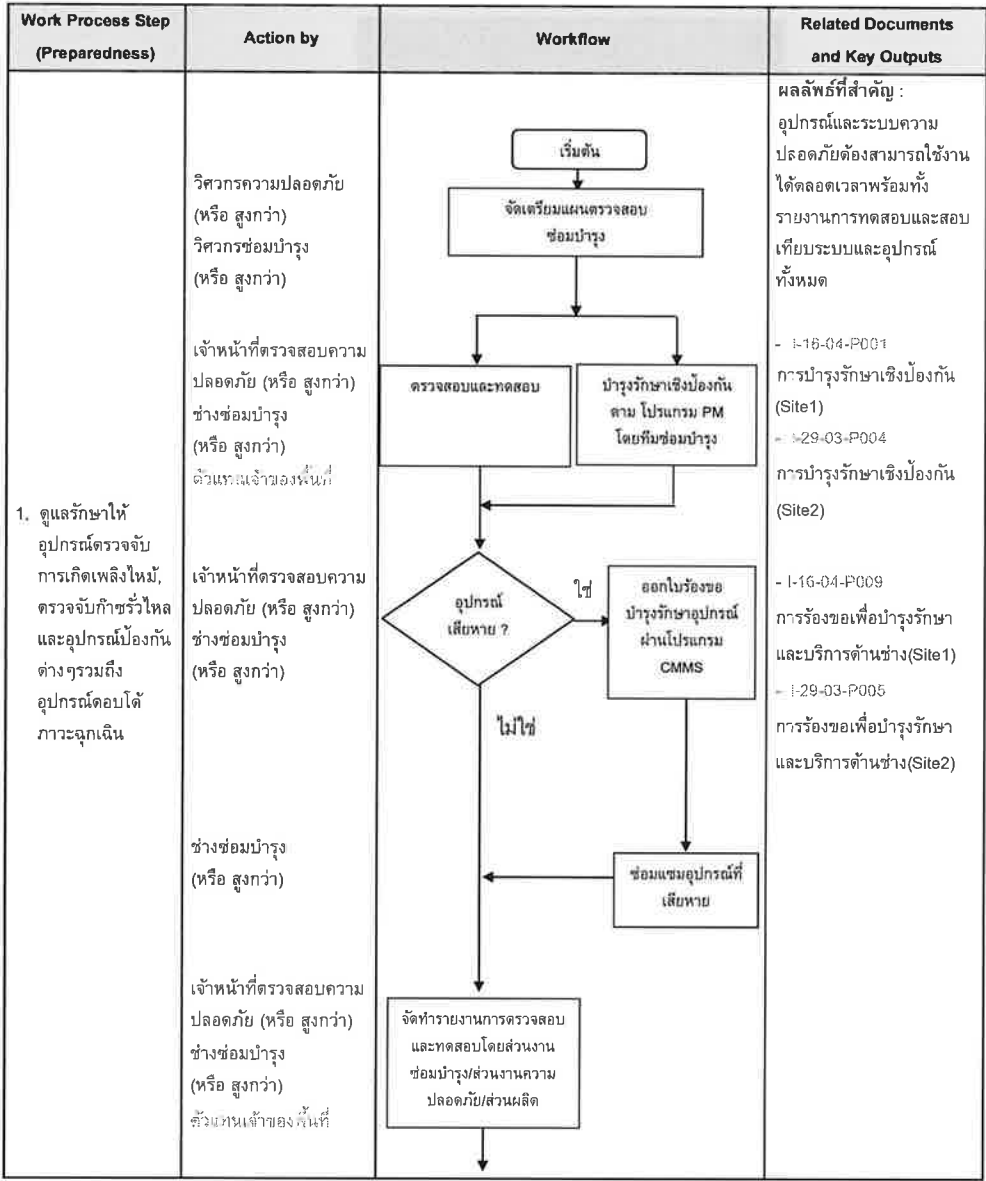 Work Process Step
(Preparedness)
Action by
Workflow
Related Documents
and Key Outputs
1. ดูแลรักษาให้
อุปกรณ์ตรวจจับ
การเกิดเพลิงไหม้,
ตรวจจับก๊าซรั่วไหล
และอุปกรณ์ป้องกัน
ต่างๆรวมถึง
อุปกรณ์ตอบโต้
ภาวะฉุกเฉิน
วิศวกรความปลอดภัย
(หรือ สูงกว่า)
วิศวกรซ่อมบำรุง
(หรือ สูงกว่า)
เจ้าหน้าที่ตรวจสอบความ
ปลอดภัย (หรือ สูงกว่า)
ช่างซ่อมบำรุง
(หรือ สูงกว่า)
ตัวแทนเจ้าของพื้นที่
เจ้าหน้าที่ตรวจสอบความ
ปลอดภัย (หรือ สูงกว่า)
ช่างซ่อมบำรุง
(หรือ สูงกว่า)
ช่างซ่อมบำรุง
(หรือ สูงกว่า)
เจ้าหน้าที่ตรวจสอบความ
ปลอดภัย (หรือ สูงกว่า)
ช่างซ่อมบำรุง
(หรือ สูงกว่า)
ตัวแทนเจ้าของพื้นที่
เริ่มต้น
จัดเตรียมแผนตรวจสอบ
ซ่อมบำรุง
ตรวจสอบและทดสอบ
บำรุงรักษาเชิงป้องกัน
ตาม โปรแกรม PM
โดยทีมซ่อมบำรุง
อุปกรณ์
เสียหาย ?
ใช่
ออกใบร้องขอ
บำรุงรักษาอุปกรณ์
ผ่านโปรแกรม
CMMS
ไม่ใช่
ซ่อมแซมอุปกรณ์ที่
เสียหาย
จัดทำรายงานการตรวจสอบ
และทดสอบโดยส่วนงาน
ซ่อมบำรุง/ส่วนงานความ
ปลอดภัย/ส่วนผลิต
ผลลัพธ์ที่สำคัญ :
อุปกรณ์และระบบความ
ปลอดภัยต้องสามารถใช้งาน
ได้ตลอดเวลาพร้อมทั้ง
รายงานการทดสอบและสอบ
เทียบระบบและอุปกรณ์
ทั้งหมด
- I-16-04-P001
การบำรุงรักษาเชิงป้องกัน
(Site1)
- I-29-03-P004
การบำรุงรักษาเชิงป้องกัน
(Site2)
- I-16-04-P009
การร้องขอเพื่อบำรุงรักษา
และบริการด้านช่าง(Site1)
- I-29-03-P005
การร้องขอเพื่อบำรุงรักษา
และบริการด้านช่าง(Site2)